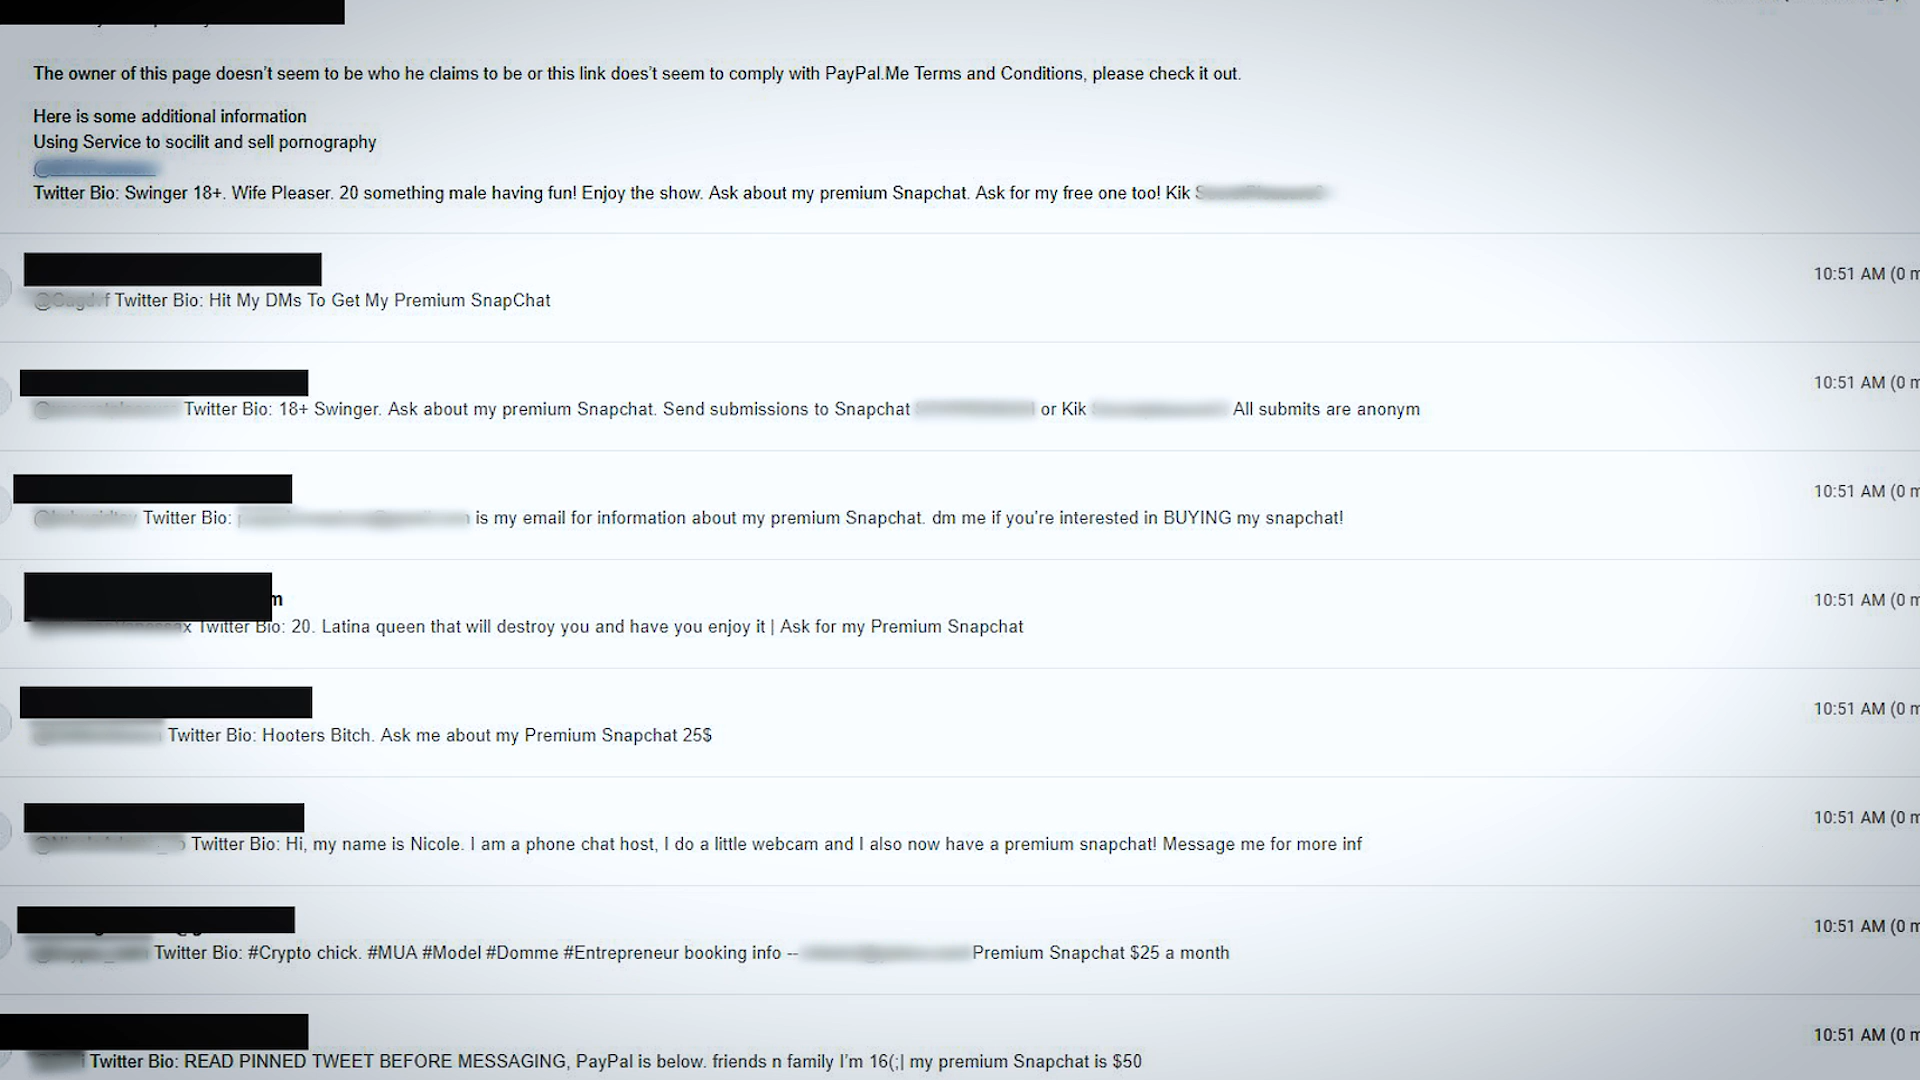 The owner of this page doesn't seem to be who he claims to be or this link does't seem to comply with PayPal.Me Terms and Conditions, please check it out.
Here is some additional information
Using Service to socilit and sell pornography
Twitter Bio: Swinger 18+. Wife Pleaser. 20 something male having fun! Enjoy the show. Ask about my premium Snapchat. Ask for my free one too! Kik
10:51 AM (0 m
Twitter Bio: Hit My DMs To Get My Premium SnapChat
10:51 AM (0 m
Twitter Bio: 18+ Swinger. Ask about my premium Snapchat. Send submissions to Snapchat or Kik All submits are anonym
10:51 AM (0 m
Twitter Bio: is my email for information about my premium Snapchat. dm me if you're interested in BUYING my snapchat!
10:51 AM (0 m
Twitter Bio: 20. Latina queen that will destroy you and have you enjoy it | Ask for my Premium Snapchat
10:51 AM (0 m
Twitter Bio: Hooters Bitch. Ask me about my Premium Snapchat 25$
10:51 AM (0 m
Twitter Bio: Hi, my name is Nicole. I am a phone chat host, I do a little webcam and I also now have a premium snapchat! Message me for more inf
10:51 AM (0 m
Twitter Bio: #Crypto chick. #MUA #Model #Domme #Entrepreneur booking info -- Premium Snapchat $25 a month
10:51 AM (0 m
Twitter Bio: READ PINNED TWEET BEFORE MESSAGING, PayPal is below. friends n family I'm 16(;| my premium Snapchat is $50